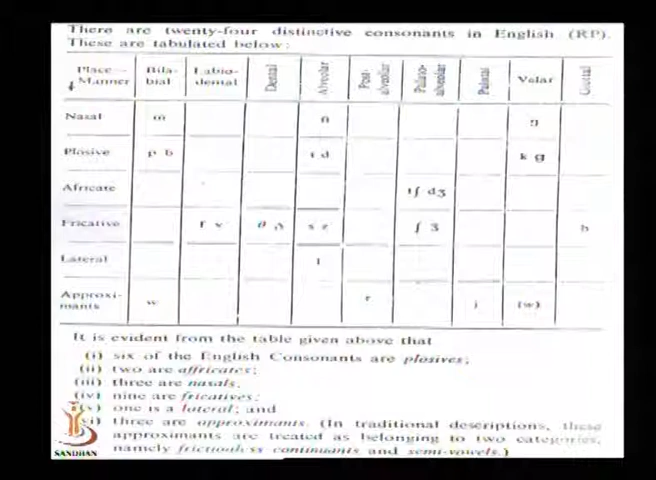 There are twenty-four distinctive consonants in English (RP).
These are tabulated below:
Place → Bila- Labio- Dental Alveolar Post- Palato- Palatal Velar Glottal
↓ Manner bial dental alveolar alveolar
Nasal m n ŋ
Plosive p b t d k g
Affricate tʃ dʒ
Fricative f v θ ð s z ʃ ʒ h
Lateral l
Approxi- w r j (w)
mants
It is evident from the table given above that
(i) six of the English Consonants are plosives;
(ii) two are affricates;
(iii) three are nasals,
(iv) nine are fricatives;
(v) one is a lateral; and
(vi) three are approximants. (In traditional descriptions, these
approximants are treated as belonging to two categories,
namely frictionless continuants and semi-vowels.)
SANDHAN